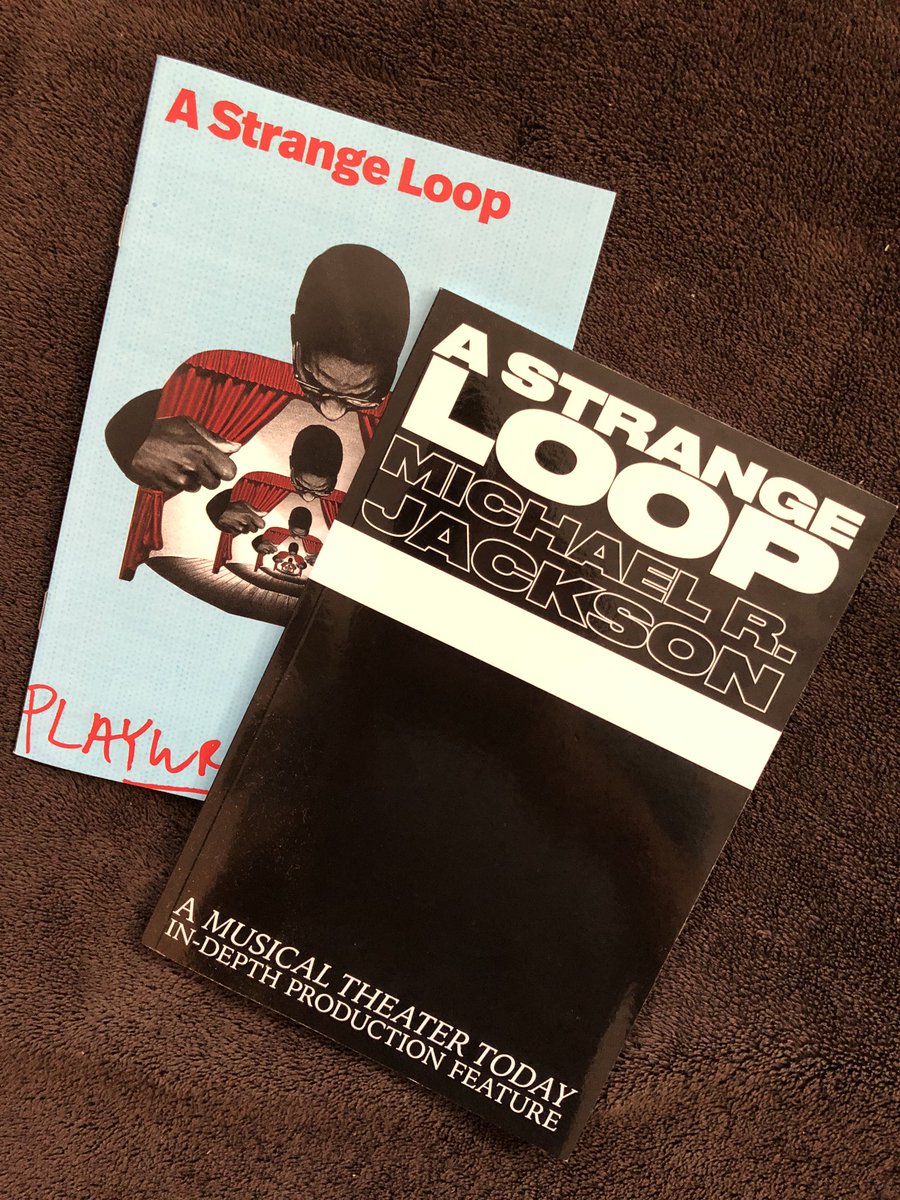 A Strange Loop
PLAYWR
A STRANGE
LOOP
MICHAEL R.
JACKSON
A MUSICAL THEATER TODAY
IN-DEPTH PRODUCTION FEATURE